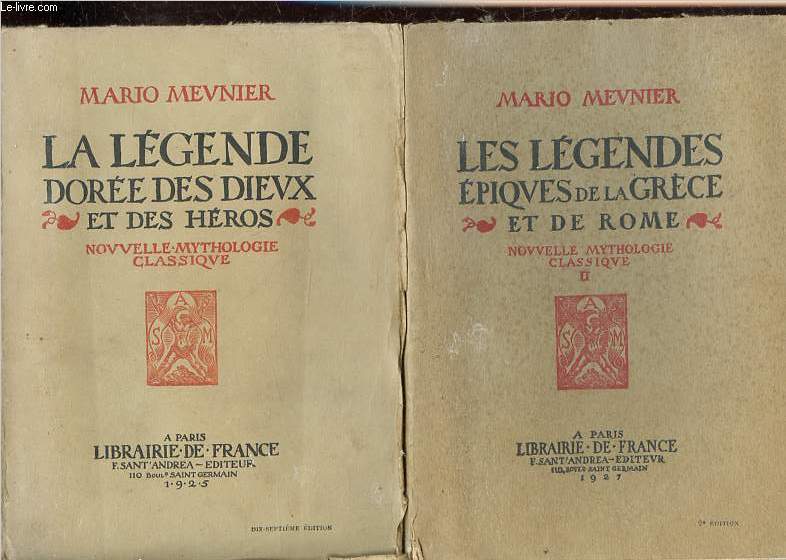 Le-livre.com
MARIO MEVNIER
LA LÉGENDE
DORÉE DES DIEVX
ET DES HÉROS
NOVVELLE·MYTHOLOGIE
CLASSIQVE
A
S M
A PARIS
LIBRAIRIE·DE·FRANCE
F. SANT'ANDREA–EDITEUR
110 BOULD SAINT GERMAIN
1·9·2·5
DIX-SEPTIÈME ÉDITION
MARIO MEVNIER
LES LÉGENDES
ÉPIQVES DE LA GRÈCE
ET DE ROME
NOVVELLE MYTHOLOGIE
CLASSIQVE
II
A
S M
A PARIS
LIBRAIRIE·DE·FRANCE
F. SANT'ANDREA–EDITEVR
110, BOULD SAINT GERMAIN
1927
2e EDITION